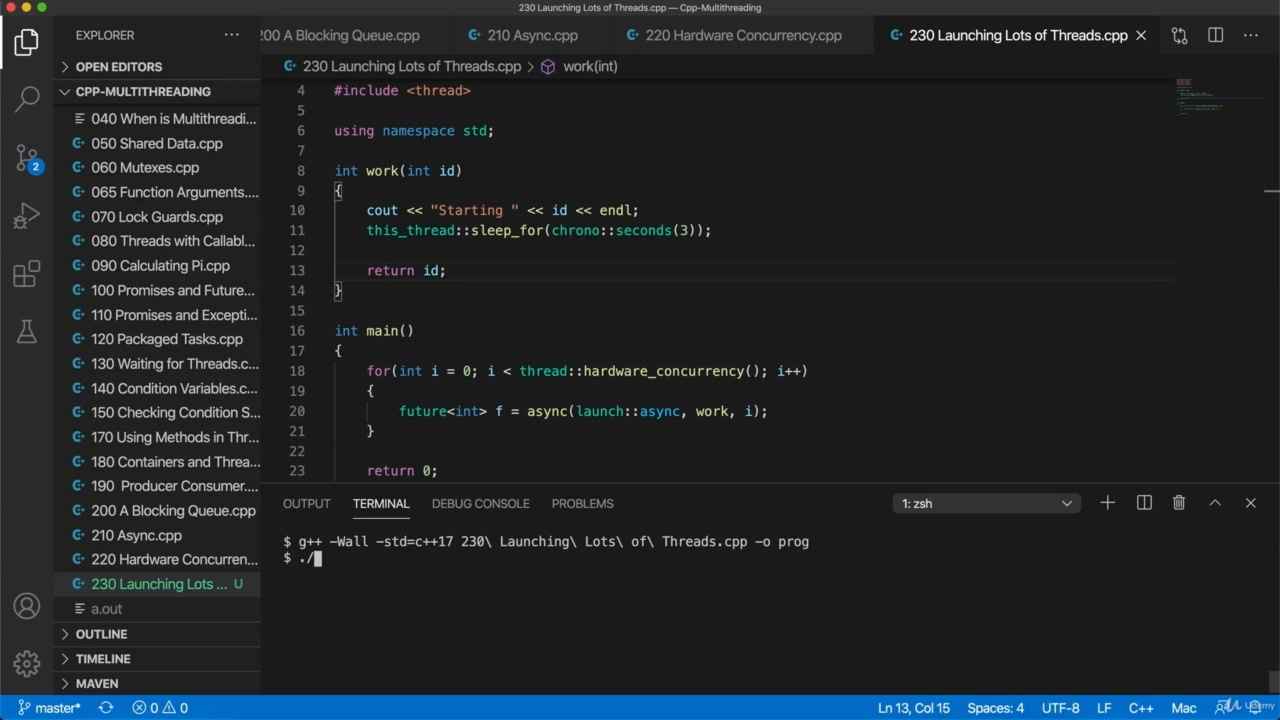 230 Launching Lots of Threads.cpp — Cpp-Multithreading
EXPLORER
200 A Blocking Queue.cpp
210 Async.cpp
220 Hardware Concurrency.cpp
230 Launching Lots of Threads.cpp
OPEN EDITORS
230 Launching Lots of Threads.cpp > work(int)
CPP-MULTITHREADING
040 When is Multithreadi...
050 Shared Data.cpp
060 Mutexes.cpp
065 Function Arguments....
070 Lock Guards.cpp
080 Threads with Callabl...
090 Calculating Pi.cpp
100 Promises and Future...
110 Promises and Excepti...
120 Packaged Tasks.cpp
130 Waiting for Threads.c...
140 Condition Variables.c...
150 Checking Condition S...
170 Using Methods in Thr...
180 Containers and Threa...
190 Producer Consumer....
200 A Blocking Queue.cpp
210 Async.cpp
220 Hardware Concurren...
230 Launching Lots ... U
a.out
OUTLINE
TIMELINE
MAVEN
2
4 #include <thread>
5
6 using namespace std;
7
8 int work(int id)
9 {
10 cout << "Starting " << id << endl;
11 this_thread::sleep_for(chrono::seconds(3));
12
13 return id;
14 }
15
16 int main()
17 {
18 for(int i = 0; i < thread::hardware_concurrency(); i++)
19 {
20 future<int> f = async(launch::async, work, i);
21 }
22
23 return 0;
OUTPUT TERMINAL DEBUG CONSOLE PROBLEMS
1: zsh
$ g++ -Wall -std=c++17 230\ Launching\ Lots\ of\ Threads.cpp -o prog
$ ./
master* 0 0 Ln 13, Col 15 Spaces: 4 UTF-8 LF C++ Mac
Udemy